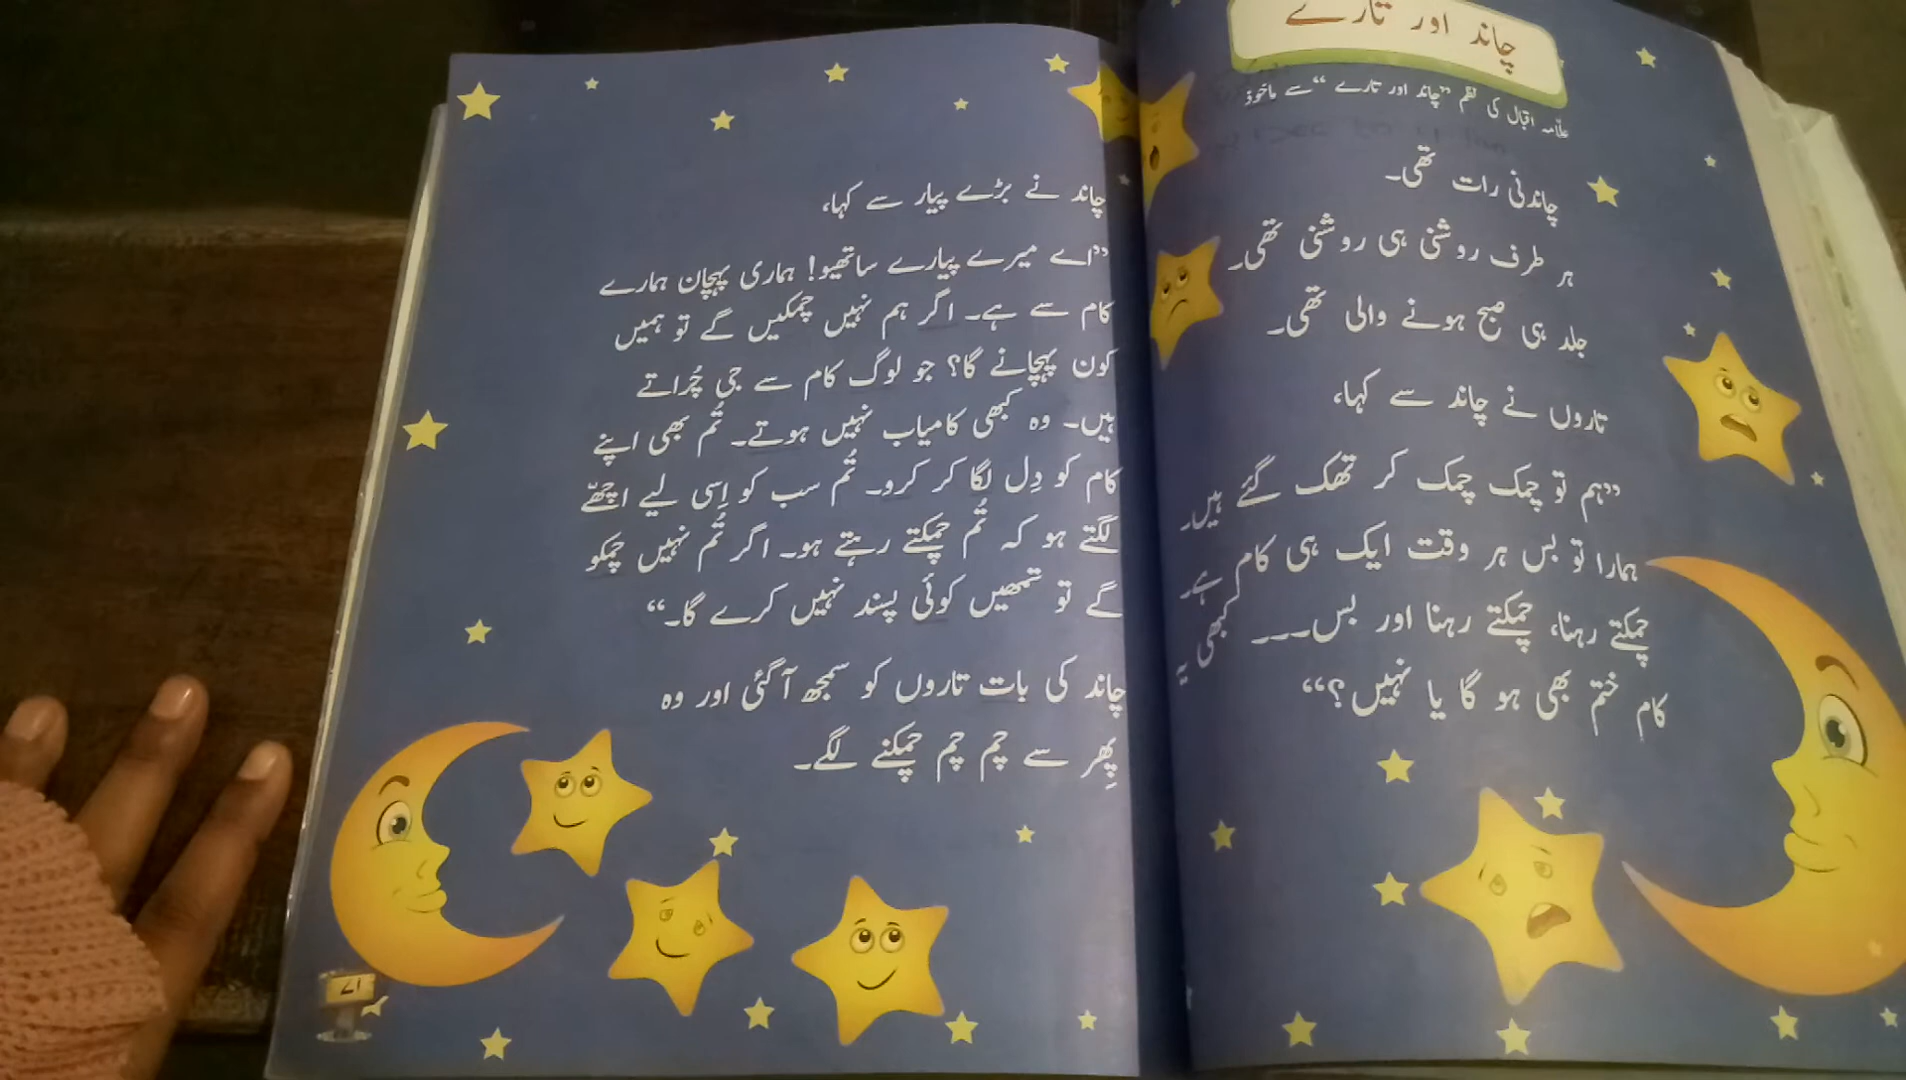 چاند اور تارے
علّامہ اقبال کی نظم ”چاند اور تارے“ سے ماخوذ
چاندنی رات تھی۔
ہر طرف روشنی ہی روشنی تھی۔
جلد ہی صبح ہونے والی تھی۔
تاروں نے چاند سے کہا،
”ہم تو چمک چمک کر تھک گئے ہیں۔
ہمارا تو بس ہر وقت ایک ہی کام ہے۔
چمکتے رہنا، چمکتے رہنا اور بس۔۔۔ کبھی یہ
کام ختم بھی ہو گا یا نہیں؟“
چاند نے بڑے پیار سے کہا،
”اے میرے پیارے ساتھیو! ہماری پہچان ہمارے
کام سے ہے۔ اگر ہم نہیں چمکیں گے تو ہمیں
کون پہچانے گا؟ جو لوگ کام سے جی چُراتے
ہیں۔ وہ کبھی کامیاب نہیں ہوتے۔ تُم بھی اپنے
کام کو دِل لگا کر کرو۔ تُم سب کو اِسی لیے اچھّے
لگتے ہو کہ تُم چمکتے رہتے ہو۔ اگر تُم نہیں چمکو
گے تو تمھیں کوئی پسند نہیں کرے گا۔“
چاند کی بات تاروں کو سمجھ آ گئی اور وہ
پِھر سے چم چم چمکنے لگے۔